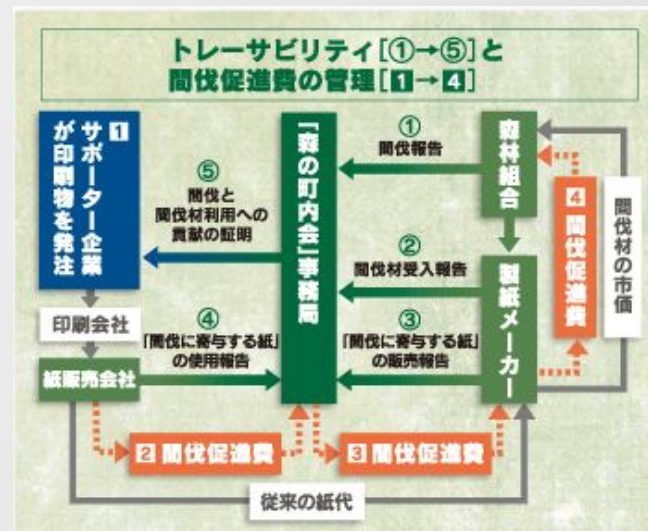 トレーサビリティ[①→⑤]と
間伐促進費の管理[1→4]
1
サポーター企業
が印刷物を発注
印刷会社
紙販売会社
⑤
間伐と
間伐材利用への
貢献の証明
④
「間伐に寄与する紙」
の使用報告
「森の町内会」事務局
①
間伐報告
②
間伐材受入報告
③
「間伐に寄与する紙」
の販売報告
森林組合
製紙メーカー
4 間伐促進費
間伐材の市価
2 間伐促進費
3 間伐促進費
従来の紙代